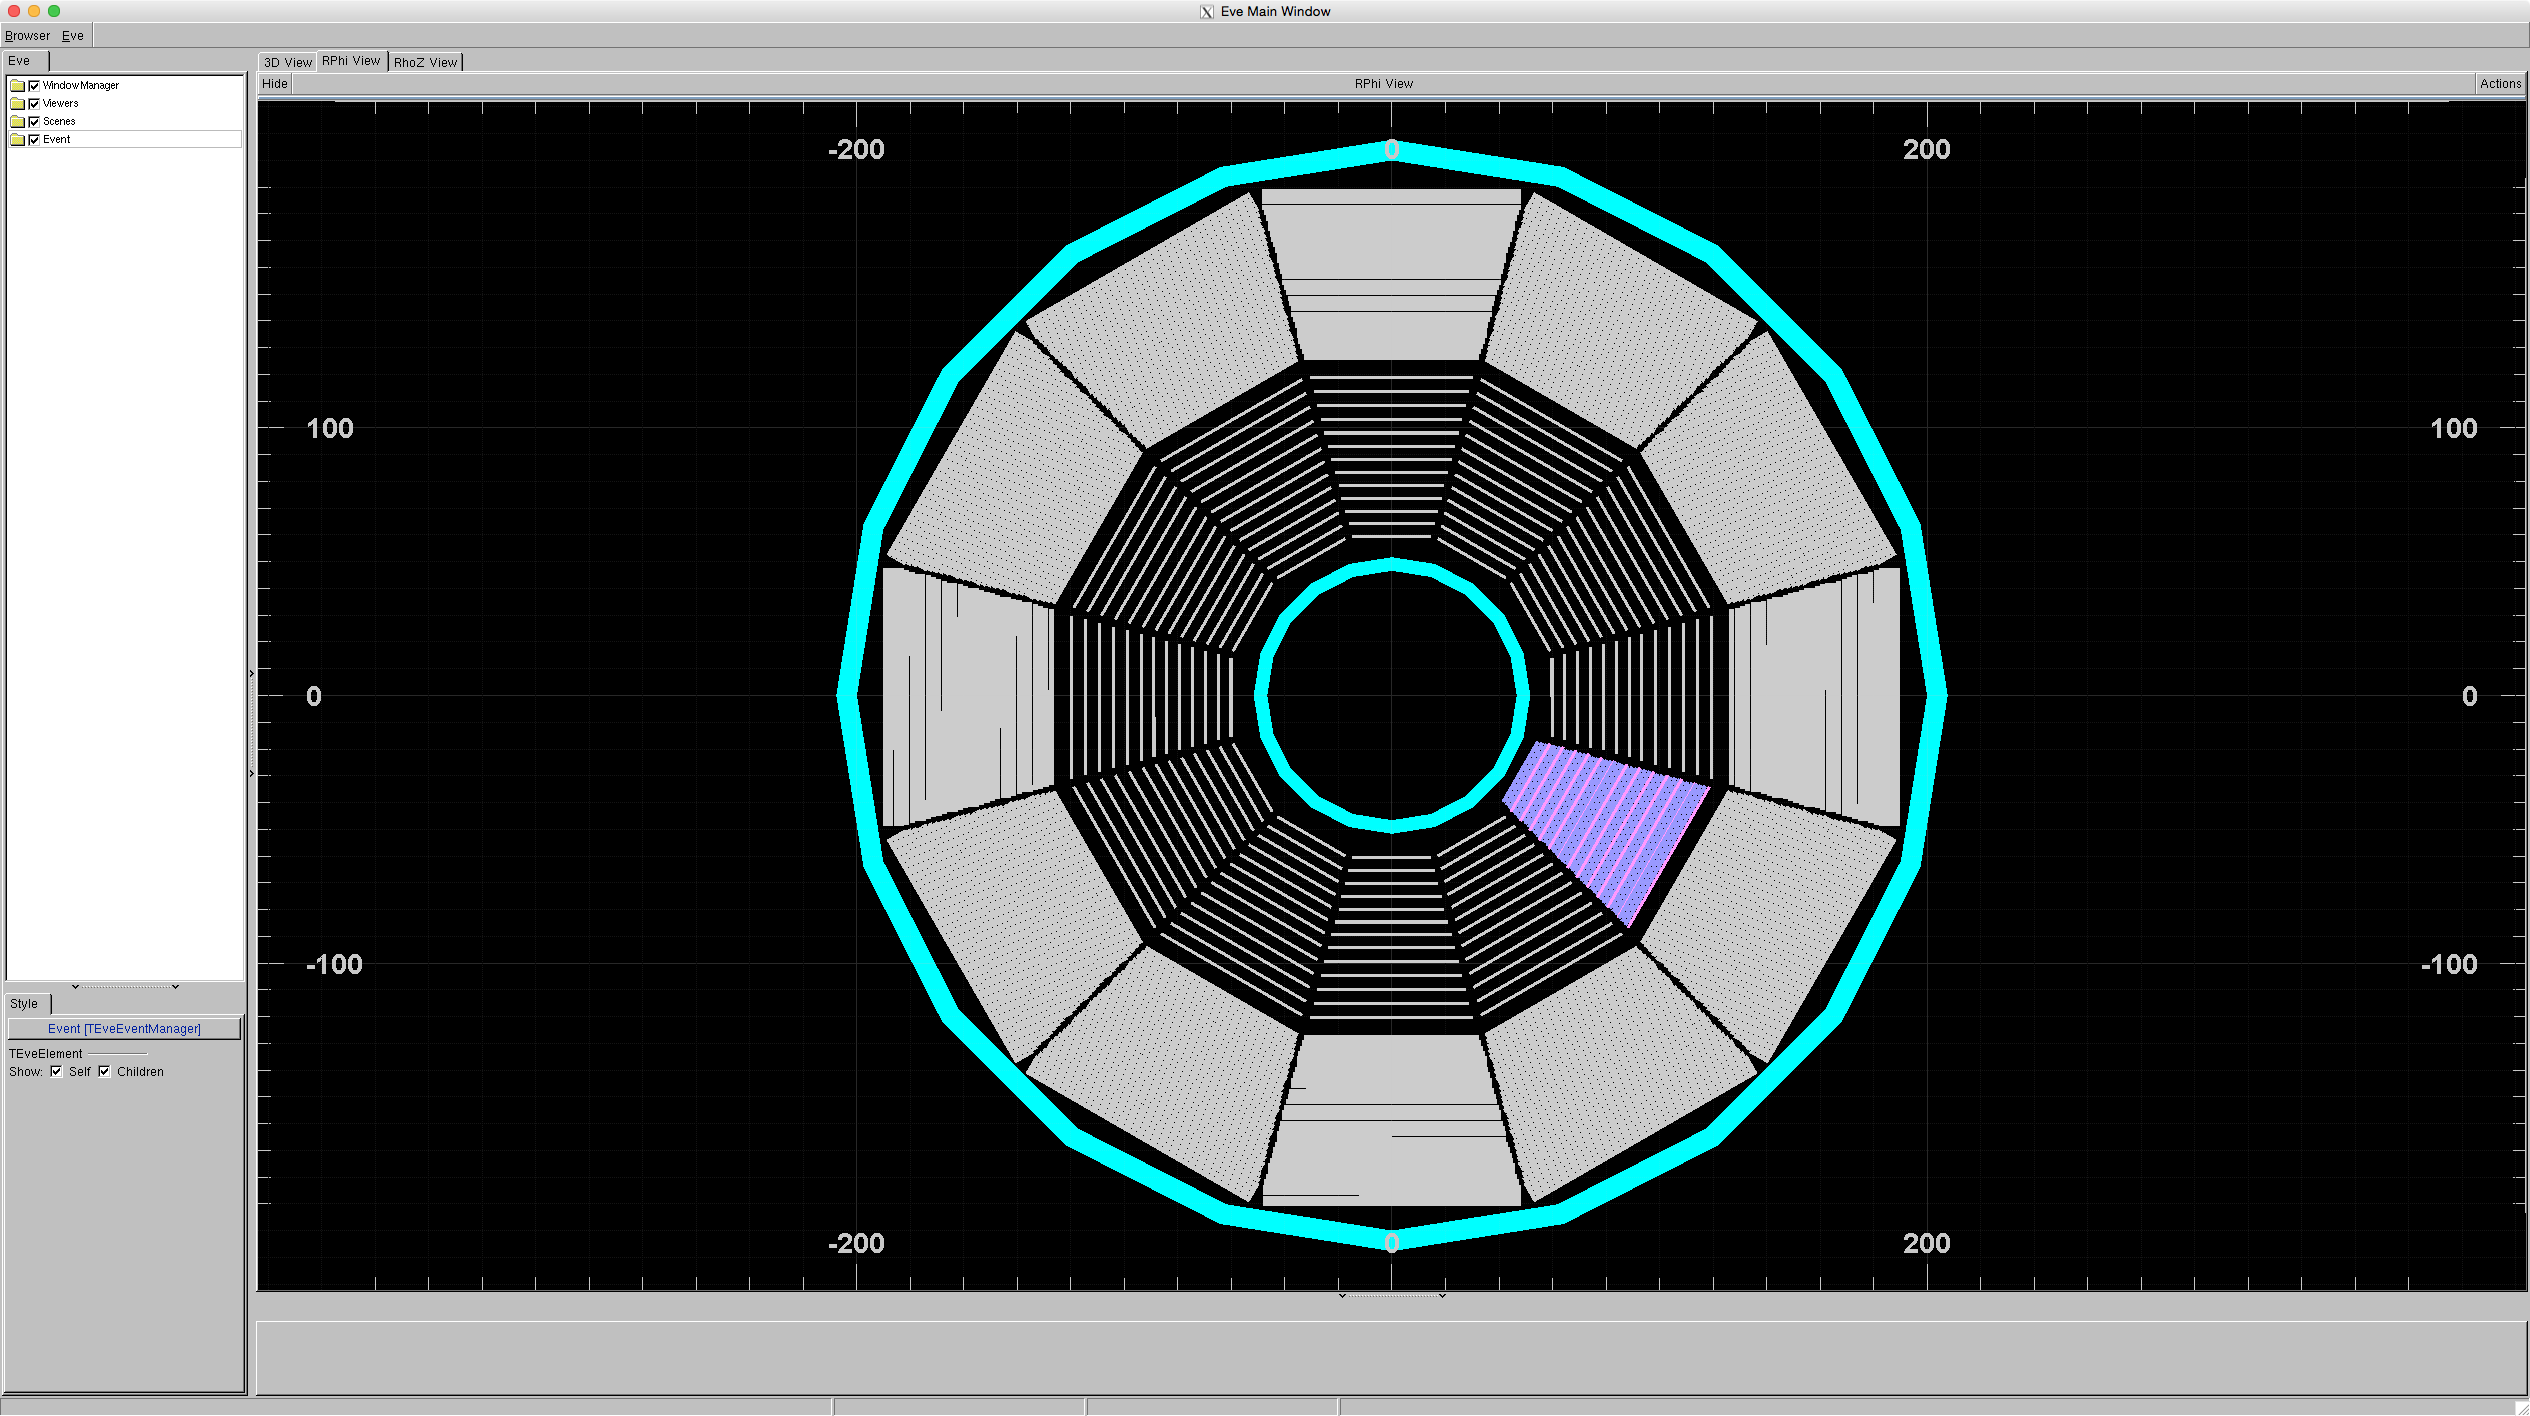 Eve Main Window
Browser Eve
Eve
3D View RPhi View RhoZ View
Hide RPhi View Actions
WindowManager
Viewers
Scenes
Event
-200 0 200
100 100
0 0
-100 -100
-200 0 200
Style
Event [TEveEventManager]
TEveElement
Show: Self Children